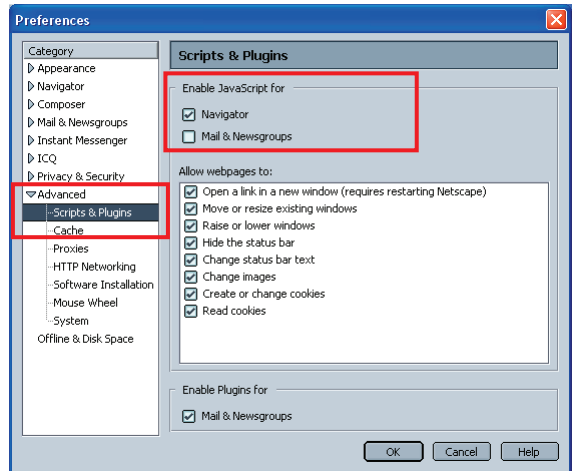 Preferences
Category
Appearance
Navigator
Composer
Mail & Newsgroups
Instant Messenger
ICQ
Privacy & Security
Advanced
Scripts & Plugins
Cache
Proxies
HTTP Networking
Software Installation
Mouse Wheel
System
Offline & Disk Space
Scripts & Plugins
Enable JavaScript for
Navigator
Mail & Newsgroups
Allow webpages to:
Open a link in a new window (requires restarting Netscape)
Move or resize existing windows
Raise or lower windows
Hide the status bar
Change status bar text
Change images
Create or change cookies
Read cookies
Enable Plugins for
Mail & Newsgroups
OK Cancel Help